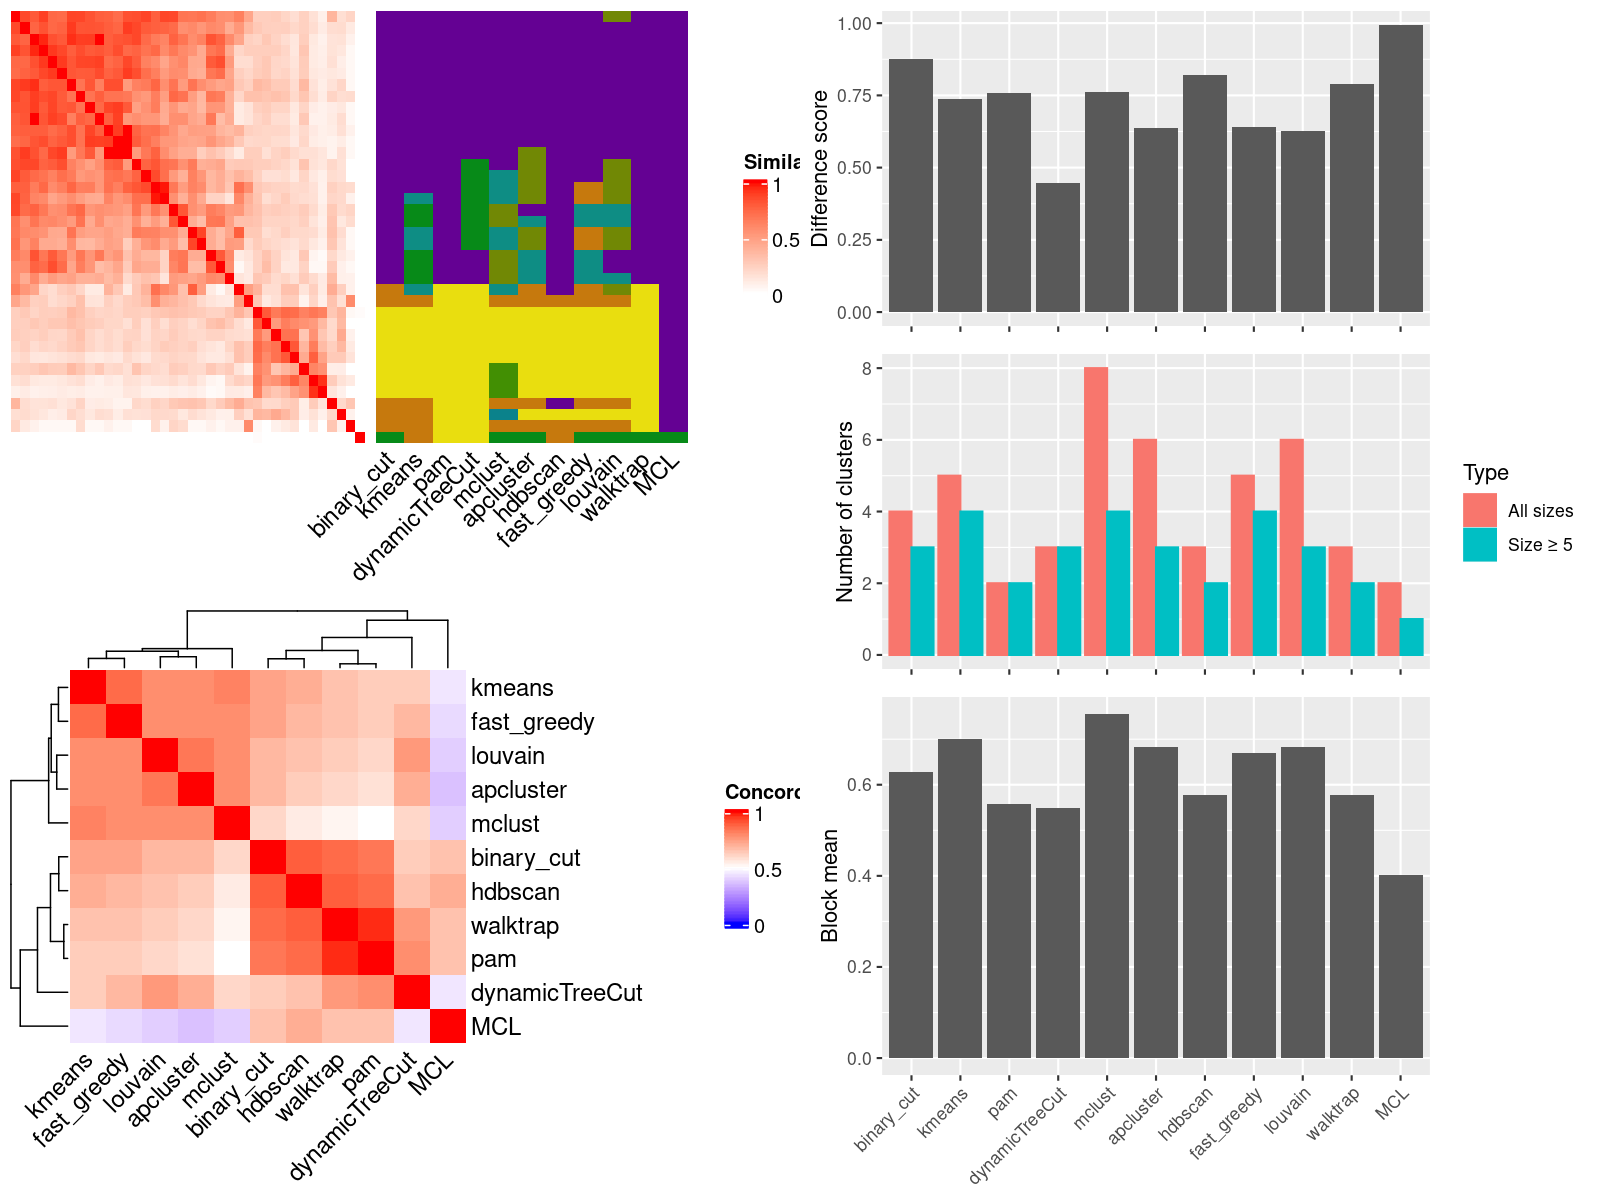 Simila
1
0.5
0
binary_cut
kmeans
pam
dynamicTreeCut
mclust
apcluster
hdbscan
fast_greedy
louvain
walktrap
MCL
kmeans
fast_greedy
louvain
apcluster
mclust
binary_cut
hdbscan
walktrap
pam
dynamicTreeCut
MCL
Concord
1
0.5
0
kmeans
fast_greedy
louvain
apcluster
mclust
binary_cut
hdbscan
walktrap
pam
dynamicTreeCut
MCL
Difference score
1.00
0.75
0.50
0.25
0.00
Number of clusters
8
6
4
2
0
Type
All sizes
Size ≥ 5
Block mean
0.6
0.4
0.2
0.0
binary_cut
kmeans
pam
dynamicTreeCut
mclust
apcluster
hdbscan
fast_greedy
louvain
walktrap
MCL